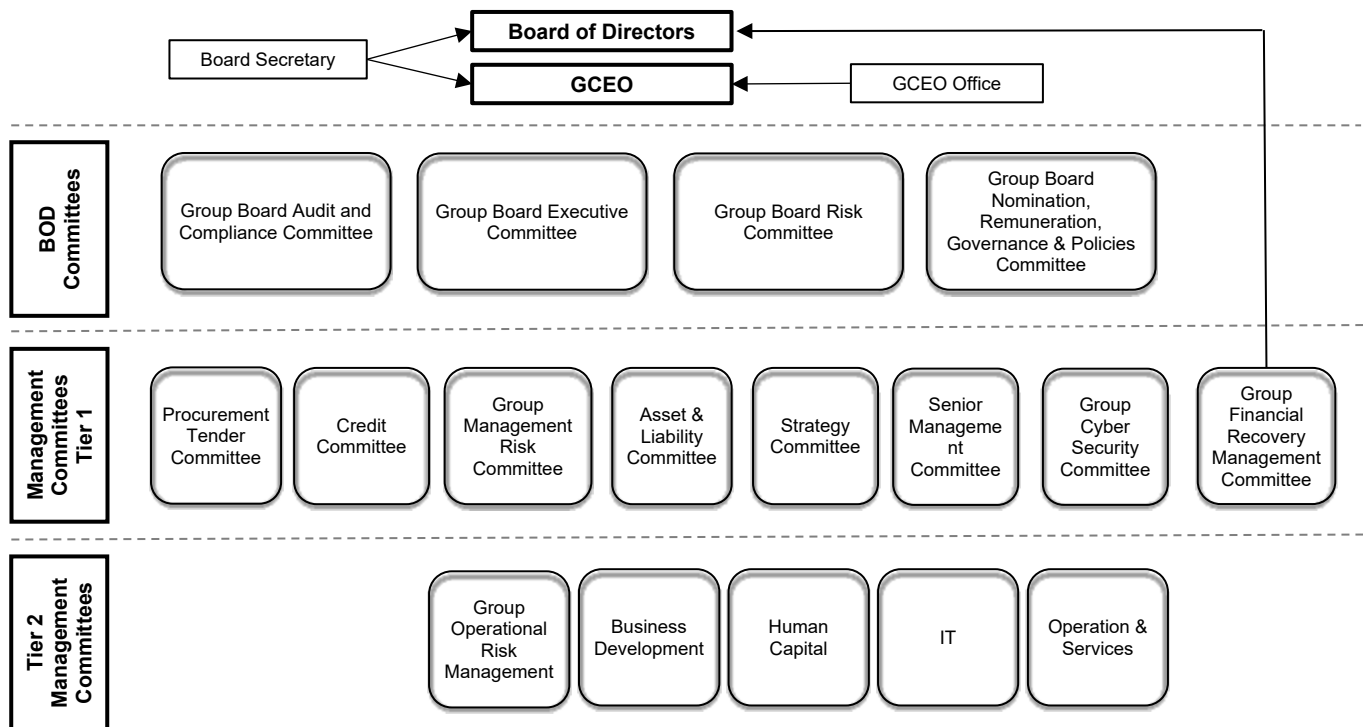 Board of Directors
Board Secretary
GCEO
GCEO Office
BOD
Committees
Group Board Audit and
Compliance Committee
Group Board Executive
Committee
Group Board Risk
Committee
Group Board
Nomination,
Remuneration,
Governance & Policies
Committee
Management
Committees
Tier 1
Procurement
Tender
Committee
Credit
Committee
Group
Management
Risk
Committee
Asset &
Liability
Committee
Strategy
Committee
Senior
Manageme
nt
Committee
Group
Cyber
Security
Committee
Group
Financial
Recovery
Management
Committee
Tier 2
Management
Committees
Group
Operational
Risk
Management
Business
Development
Human
Capital
IT
Operation &
Services